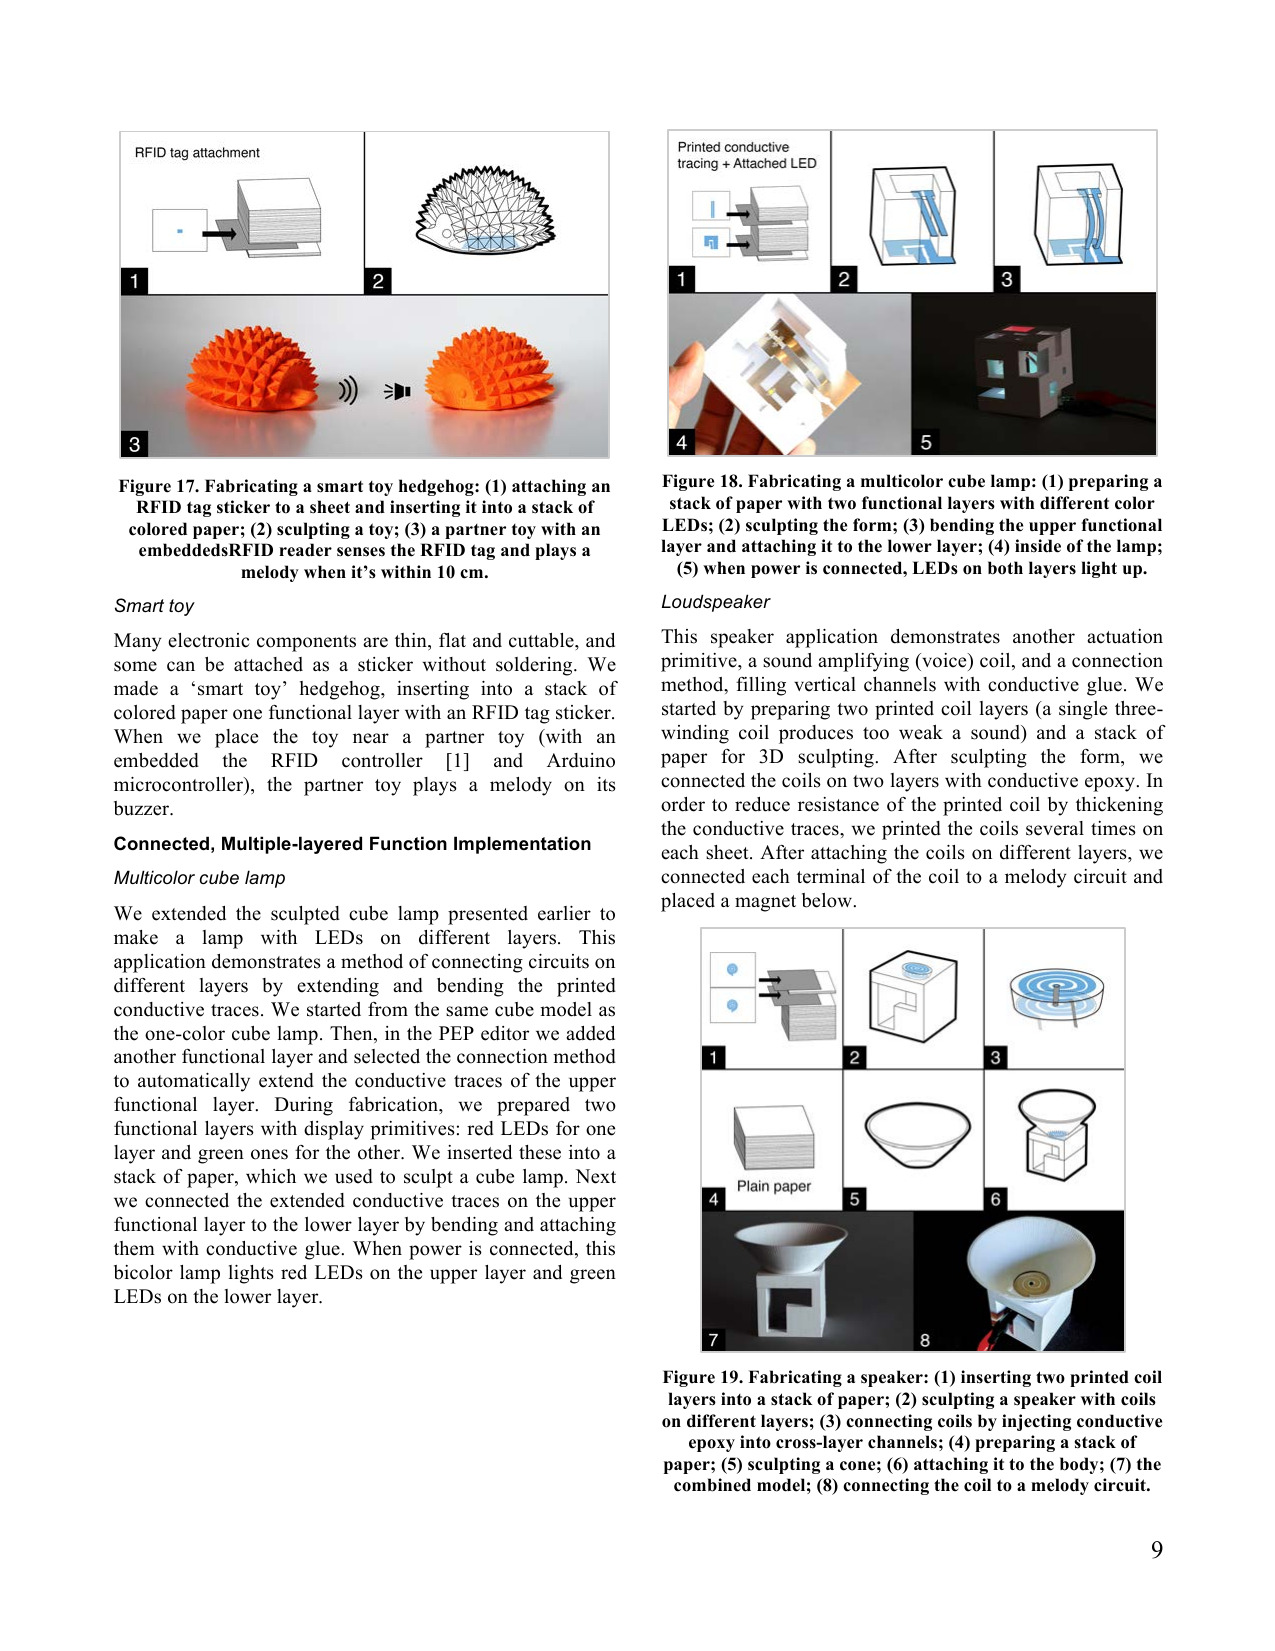 RFID tag attachment
1
2
3
Figure 17. Fabricating a smart toy hedgehog: (1) attaching an
RFID tag sticker to a sheet and inserting it into a stack of
colored paper; (2) sculpting a toy; (3) a partner toy with an
embeddedsRFID reader senses the RFID tag and plays a
melody when it’s within 10 cm.
Smart toy
Many electronic components are thin, flat and cuttable, and
some can be attached as a sticker without soldering. We
made a ‘smart toy’ hedgehog, inserting into a stack of
colored paper one functional layer with an RFID tag sticker.
When we place the toy near a partner toy (with an
embedded the RFID controller [1] and Arduino
microcontroller), the partner toy plays a melody on its
buzzer.
Connected, Multiple-layered Function Implementation
Multicolor cube lamp
We extended the sculpted cube lamp presented earlier to
make a lamp with LEDs on different layers. This
application demonstrates a method of connecting circuits on
different layers by extending and bending the printed
conductive traces. We started from the same cube model as
the one-color cube lamp. Then, in the PEP editor we added
another functional layer and selected the connection method
to automatically extend the conductive traces of the upper
functional layer. During fabrication, we prepared two
functional layers with display primitives: red LEDs for one
layer and green ones for the other. We inserted these into a
stack of paper, which we used to sculpt a cube lamp. Next
we connected the extended conductive traces on the upper
functional layer to the lower layer by bending and attaching
them with conductive glue. When power is connected, this
bicolor lamp lights red LEDs on the upper layer and green
LEDs on the lower layer.
Printed conductive
tracing + Attached LED
1
2
3
4
5
Figure 18. Fabricating a multicolor cube lamp: (1) preparing a
stack of paper with two functional layers with different color
LEDs; (2) sculpting the form; (3) bending the upper functional
layer and attaching it to the lower layer; (4) inside of the lamp;
(5) when power is connected, LEDs on both layers light up.
Loudspeaker
This speaker application demonstrates another actuation
primitive, a sound amplifying (voice) coil, and a connection
method, filling vertical channels with conductive glue. We
started by preparing two printed coil layers (a single three-
winding coil produces too weak a sound) and a stack of
paper for 3D sculpting. After sculpting the form, we
connected the coils on two layers with conductive epoxy. In
order to reduce resistance of the printed coil by thickening
the conductive traces, we printed the coils several times on
each sheet. After attaching the coils on different layers, we
connected each terminal of the coil to a melody circuit and
placed a magnet below.
1
2
3
Plain paper
4
5
6
7
8
Figure 19. Fabricating a speaker: (1) inserting two printed coil
layers into a stack of paper; (2) sculpting a speaker with coils
on different layers; (3) connecting coils by injecting conductive
epoxy into cross-layer channels; (4) preparing a stack of
paper; (5) sculpting a cone; (6) attaching it to the body; (7) the
combined model; (8) connecting the coil to a melody circuit.
9